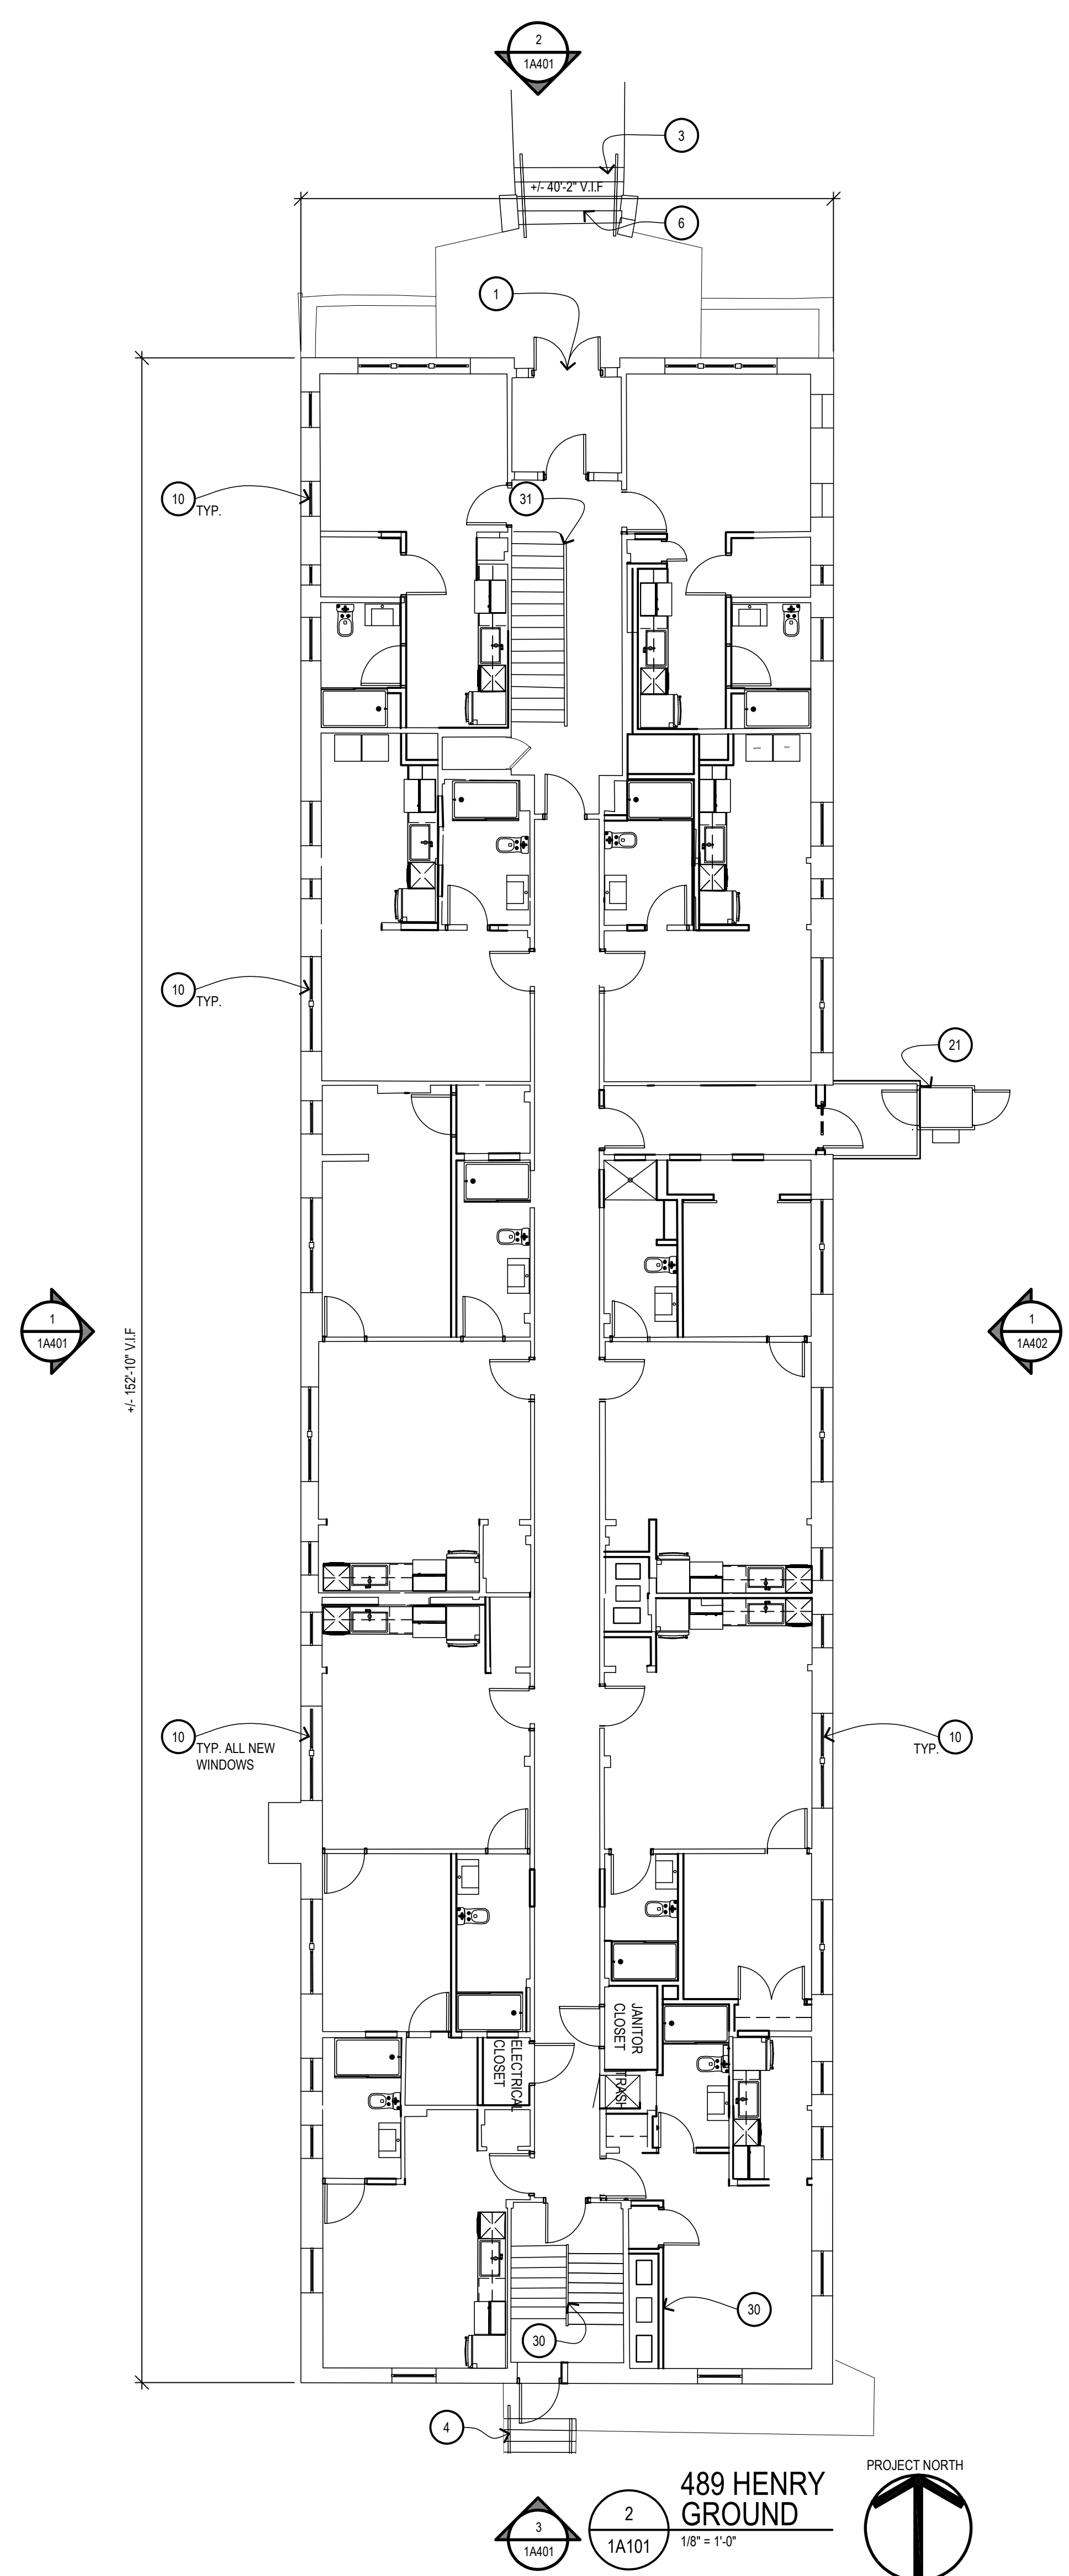 2
1A401
3
+/- 40'-2" V.I.F
6
1
10
TYP.
31
10
TYP.
21
1
1A401
+/- 152'-10" V.I.F
1
1A402
10
TYP. ALL NEW
WINDOWS
10
TYP.
JANITOR
CLOSET
ELECTRICAL
CLOSET
TRASH
30
30
4
PROJECT NORTH
489 HENRY
GROUND
2
1A101
1/8" = 1'-0"
3
1A401